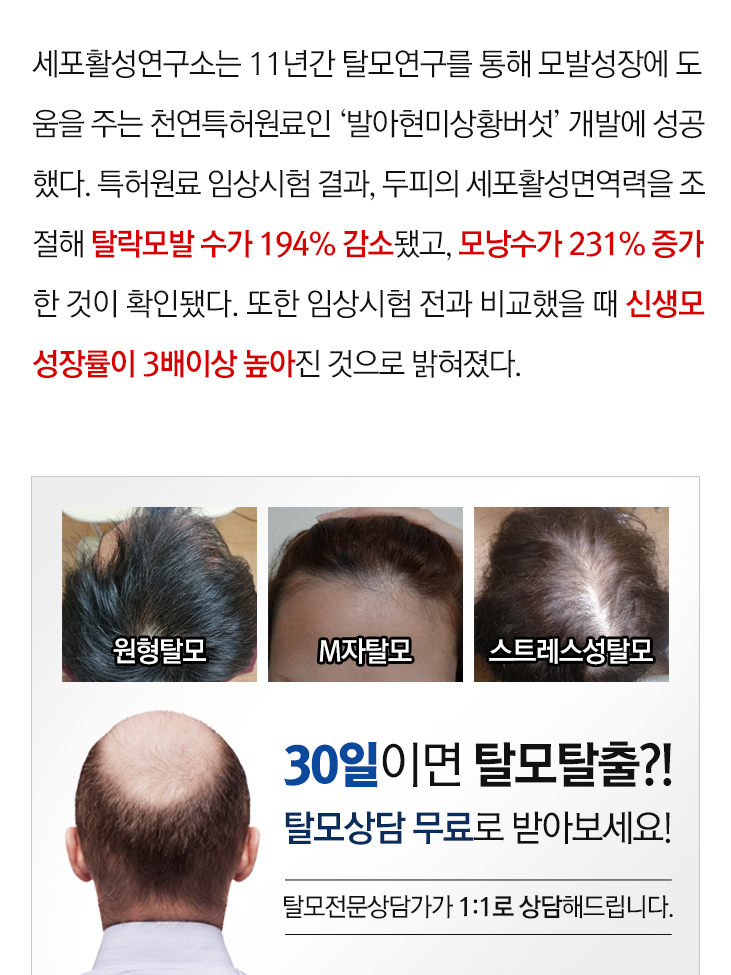 세포활성연구소는 11년간 탈모연구를 통해 모발성장에 도
움을 주는 천연특허원료인 ‘발아현미상황버섯’ 개발에 성공
했다. 특허원료 임상시험 결과, 두피의 세포활성면역력을 조
절해 탈락모발 수가 194% 감소됐고, 모낭수가 231% 증가
한 것이 확인됐다. 또한 임상시험 전과 비교했을 때 신생모
성장률이 3배이상 높아진 것으로 밝혀졌다.
원형탈모
M자탈모
스트레스성탈모
30일이면 탈모탈출?!
탈모상담 무료로 받아보세요!
탈모전문상담가가 1:1로 상담해드립니다.